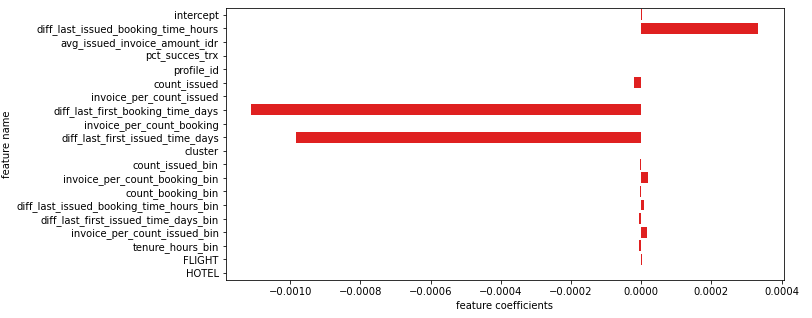 intercept
diff_last_issued_booking_time_hours
avg_issued_invoice_amount_idr
pct_succes_trx
profile_id
count_issued
invoice_per_count_issued
diff_last_first_booking_time_days
invoice_per_count_booking
diff_last_first_issued_time_days
cluster
count_issued_bin
invoice_per_count_booking_bin
count_booking_bin
diff_last_issued_booking_time_hours_bin
diff_last_first_issued_time_days_bin
invoice_per_count_issued_bin
tenure_hours_bin
FLIGHT
HOTEL
feature name
−0.0010 −0.0008 −0.0006 −0.0004 −0.0002 0.0000 0.0002 0.0004
feature coefficients